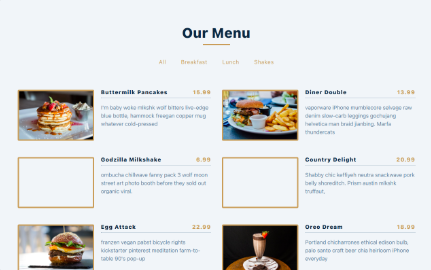 Our Menu
All Breakfast Lunch Shakes
Buttermilk Pancakes 15.99
I'm baby woke mlkshk wolf bitters live-edge
blue bottle, hammock freegan copper mug
whatever cold-pressed
Diner Double 13.99
vaporware iPhone mumblecore selvage raw
denim slow-carb leggings gochujang
helvetica man braid jianbing. Marfa
thundercats
Godzilla Milkshake 6.99
ombucha chillwave fanny pack 3 wolf moon
street art photo booth before they sold out
organic viral.
Country Delight 20.99
Shabby chic keffiyeh neutra snackwave pork
belly shoreditch. Prism austin mlkshk
truffaut,
Egg Attack 22.99
franzen vegan pabst bicycle rights
kickstarter pinterest meditation farm-to-
table 90's pop-up
Oreo Dream 18.99
Portland chicharrones ethical edison bulb,
palo santo craft beer chia heirloom iPhone
everyday